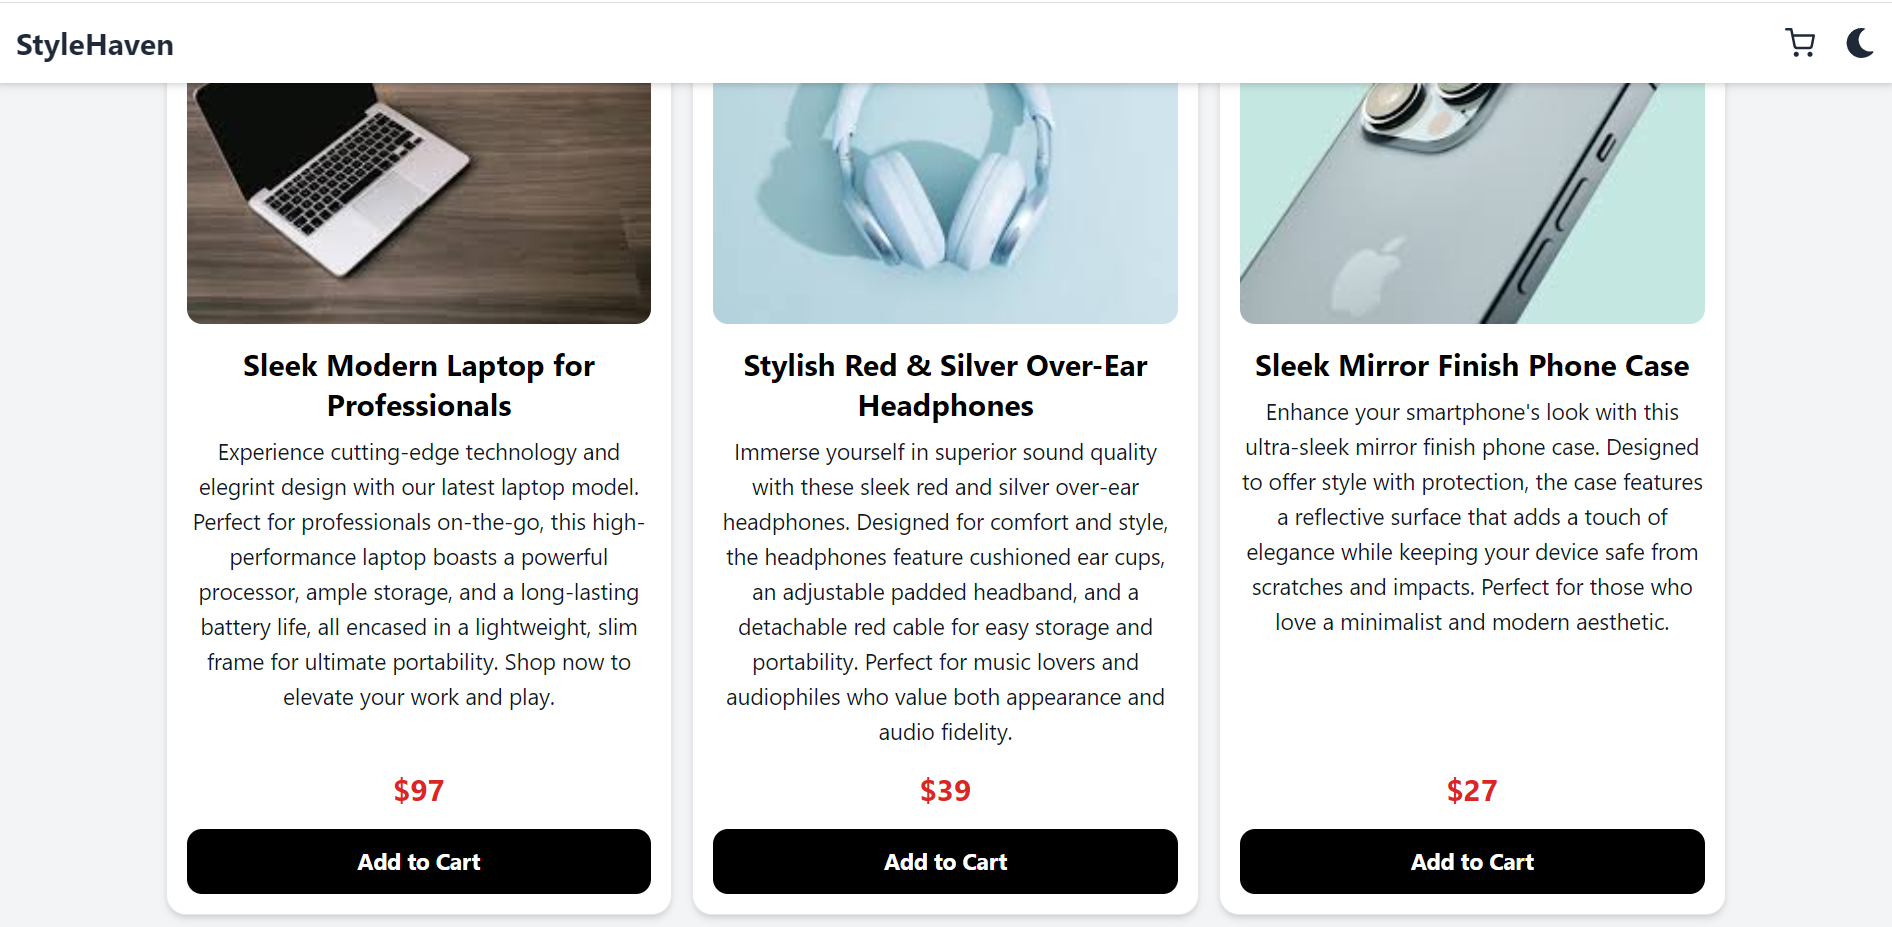 StyleHaven
Sleek Modern Laptop for
Professionals
Experience cutting-edge technology and
elegrint design with our latest laptop model.
Perfect for professionals on-the-go, this high-
performance laptop boasts a powerful
processor, ample storage, and a long-lasting
battery life, all encased in a lightweight, slim
frame for ultimate portability. Shop now to
elevate your work and play.
$97
Add to Cart
Stylish Red & Silver Over-Ear
Headphones
Immerse yourself in superior sound quality
with these sleek red and silver over-ear
headphones. Designed for comfort and style,
the headphones feature cushioned ear cups,
an adjustable padded headband, and a
detachable red cable for easy storage and
portability. Perfect for music lovers and
audiophiles who value both appearance and
audio fidelity.
$39
Add to Cart
Sleek Mirror Finish Phone Case
Enhance your smartphone's look with this
ultra-sleek mirror finish phone case. Designed
to offer style with protection, the case features
a reflective surface that adds a touch of
elegance while keeping your device safe from
scratches and impacts. Perfect for those who
love a minimalist and modern aesthetic.
$27
Add to Cart